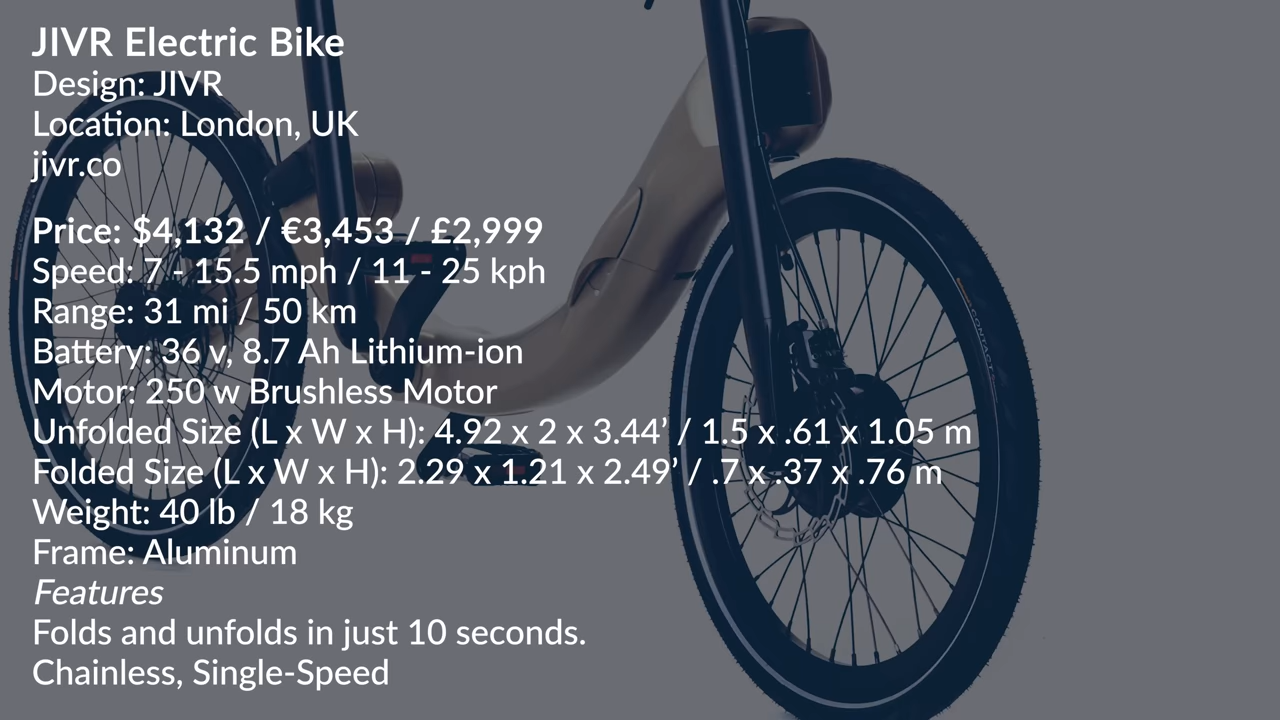 JIVR Electric Bike
Design: JIVR
Location: London, UK
jivr.co
Price: $4,132 / €3,453 / £2,999
Speed: 7 - 15.5 mph / 11 - 25 kph
Range: 31 mi / 50 km
Battery: 36 v, 8.7 Ah Lithium-ion
Motor: 250 w Brushless Motor
Unfolded Size (L x W x H): 4.92 x 2 x 3.44’ / 1.5 x .61 x 1.05 m
Folded Size (L x W x H): 2.29 x 1.21 x 2.49’ / .7 x .37 x .76 m
Weight: 40 lb / 18 kg
Frame: Aluminum
Features
Folds and unfolds in just 10 seconds.
Chainless, Single-Speed
CONTACT